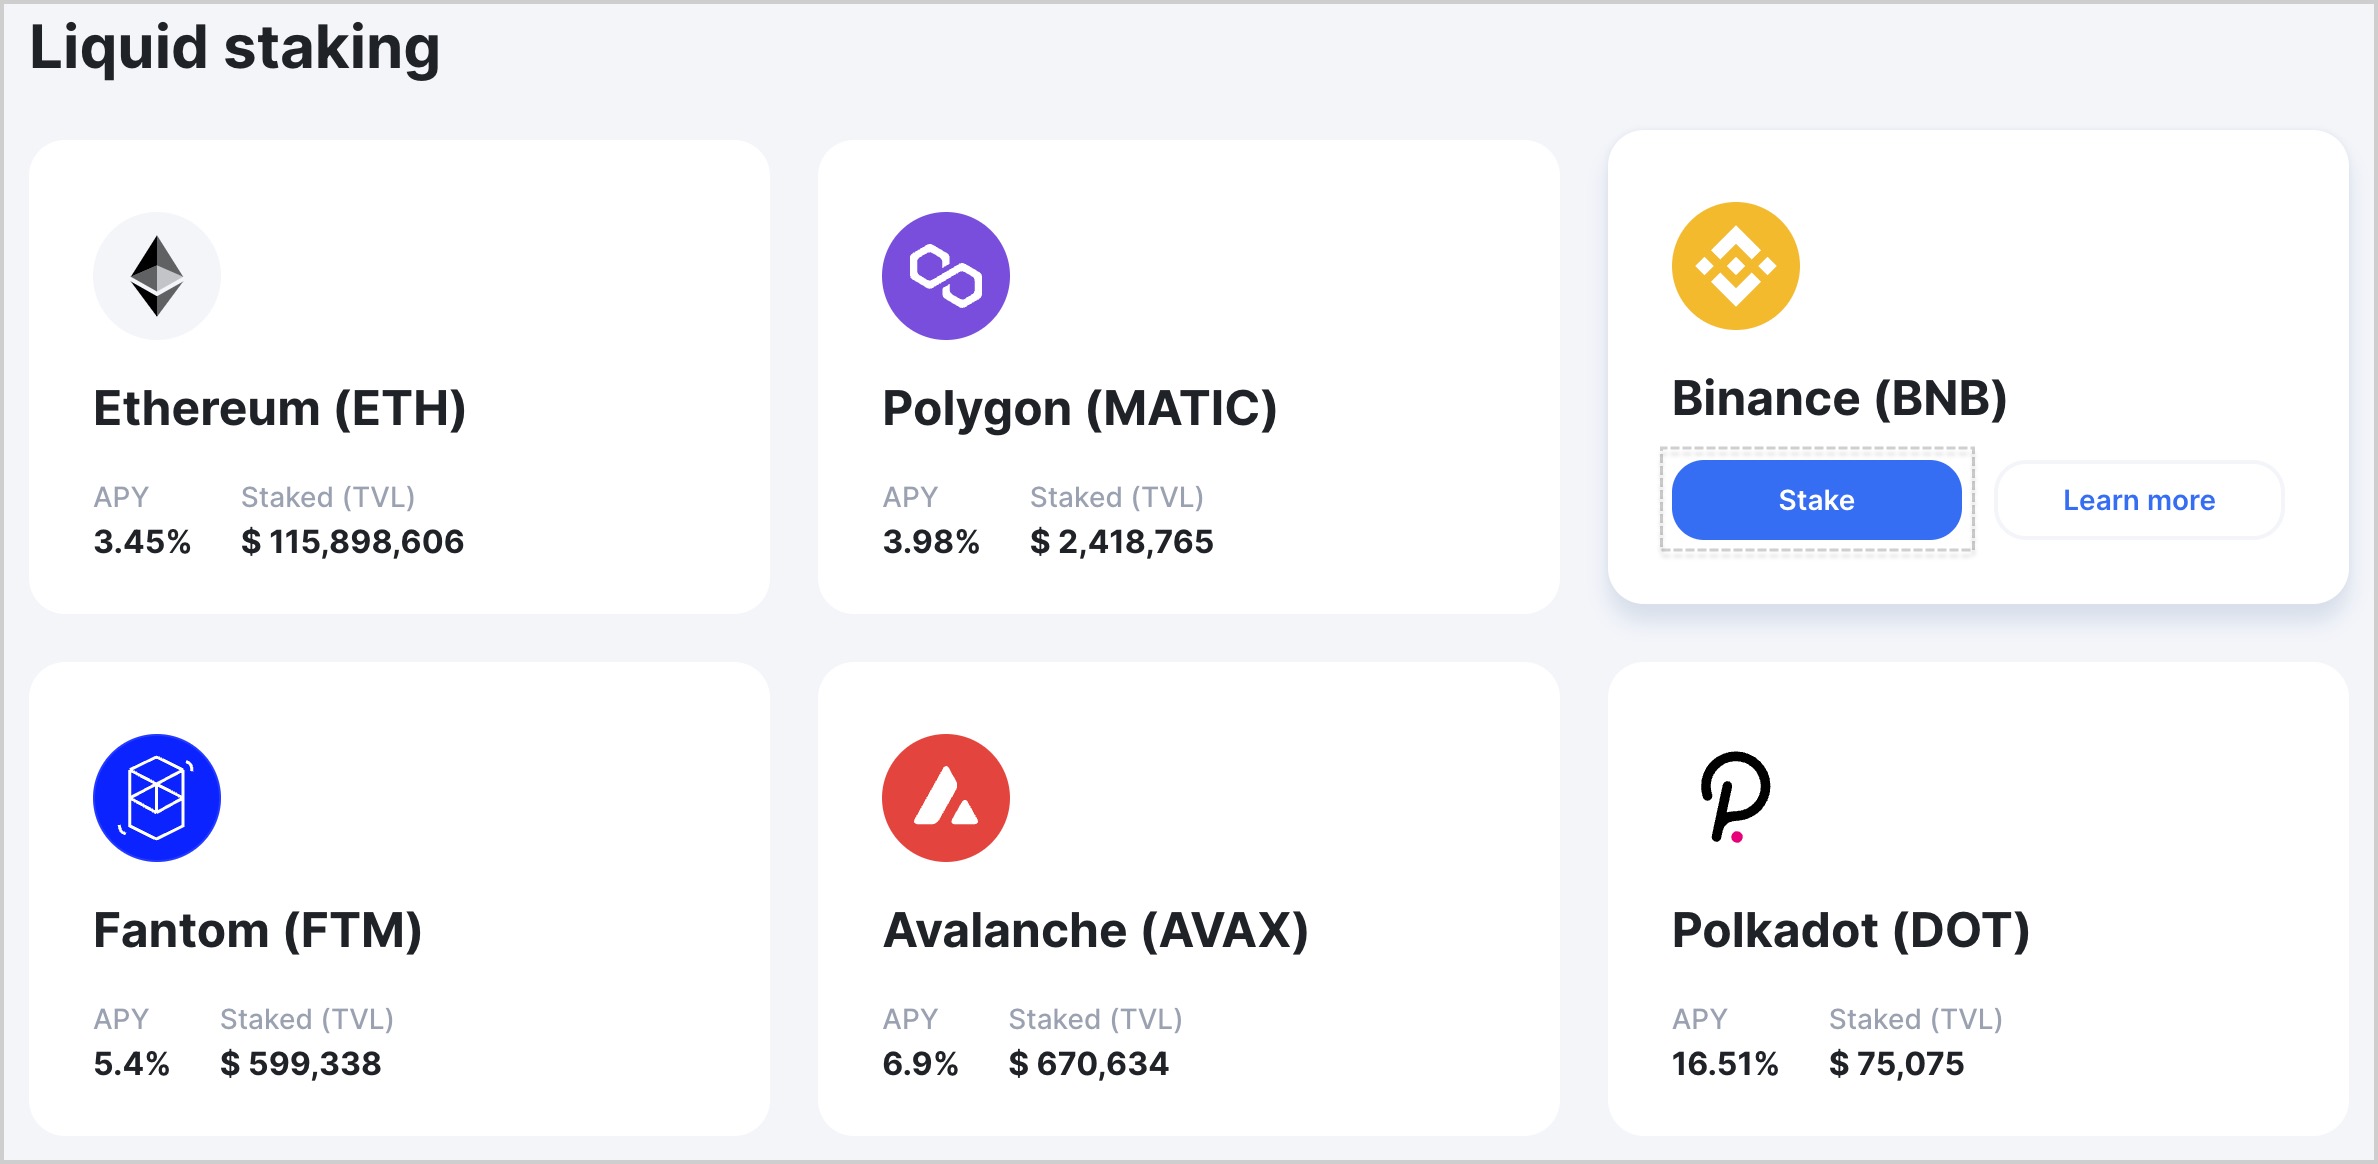 Liquid staking
Ethereum (ETH)
APY Staked (TVL)
3.45% $ 115,898,606
Polygon (MATIC)
APY Staked (TVL)
3.98% $ 2,418,765
Binance (BNB)
Stake Learn more
Fantom (FTM)
APY Staked (TVL)
5.4% $ 599,338
Avalanche (AVAX)
APY Staked (TVL)
6.9% $ 670,634
Polkadot (DOT)
APY Staked (TVL)
16.51% $ 75,075